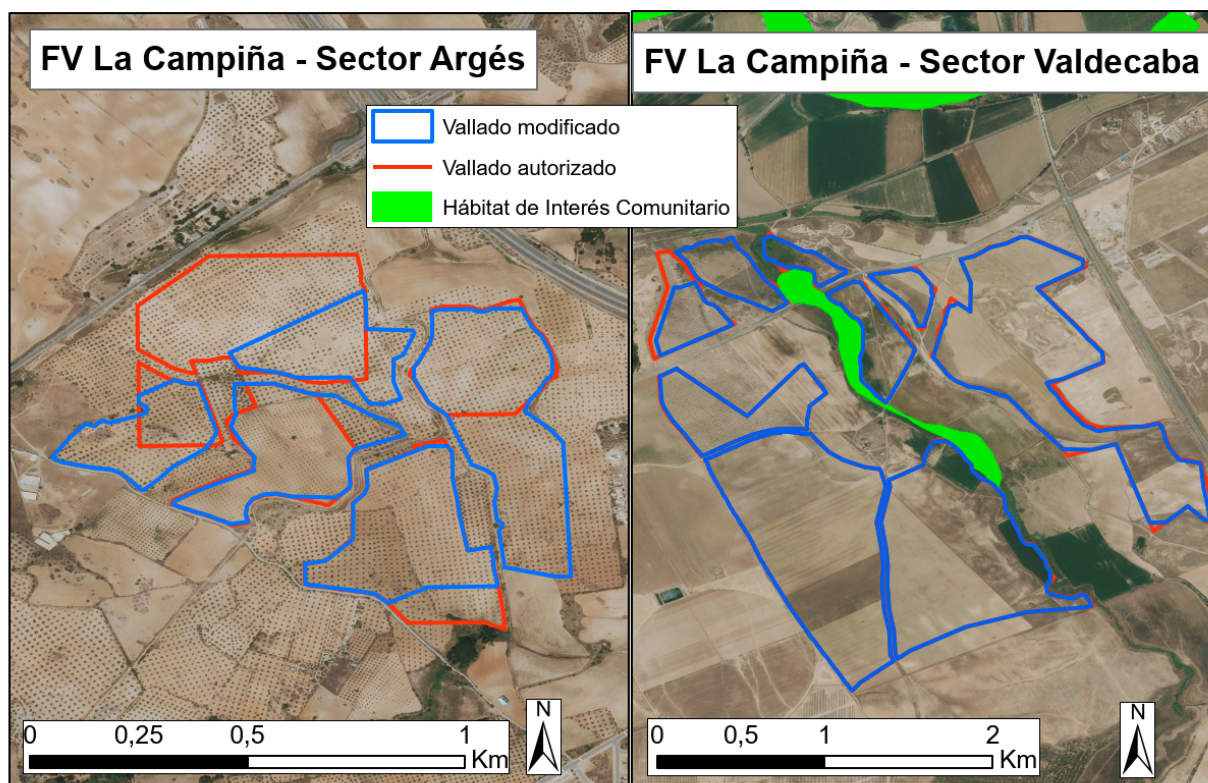 FV La Campiña - Sector Argés
FV La Campiña - Sector Valdecaba
Vallado modificado
Vallado autorizado
Hábitat de Interés Comunitario
N
0 0,25 0,5 1
Km
N
0 0,5 1 2
Km